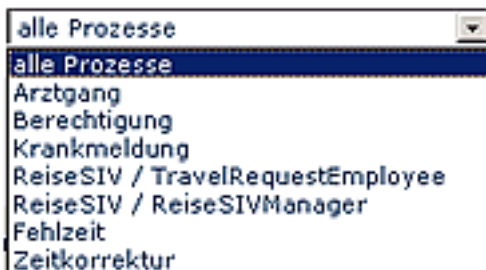 alle Prozesse
alle Prozesse
Arztgang
Berechtigung
Krankmeldung
ReiseSIV / TravelRequestEmployee
ReiseSIV / ReiseSIVManager
Fehlzeit
Zeitkorrektur